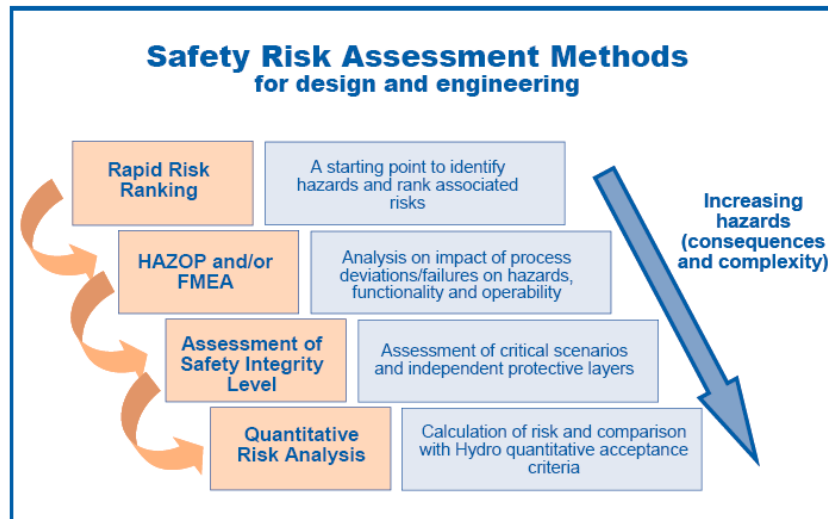 Safety Risk Assessment Methods
for design and engineering
Rapid Risk
Ranking
A starting point to identify
hazards and rank associated
risks
Increasing
hazards
(consequences
and complexity)
HAZOP and/or
FMEA
Analysis on impact of process
deviations/failures on hazards,
functionality and operability
Assessment of
Safety Integrity
Level
Assessment of critical scenarios
and independent protective layers
Quantitative
Risk Analysis
Calculation of risk and comparison
with Hydro quantitative acceptance
criteria